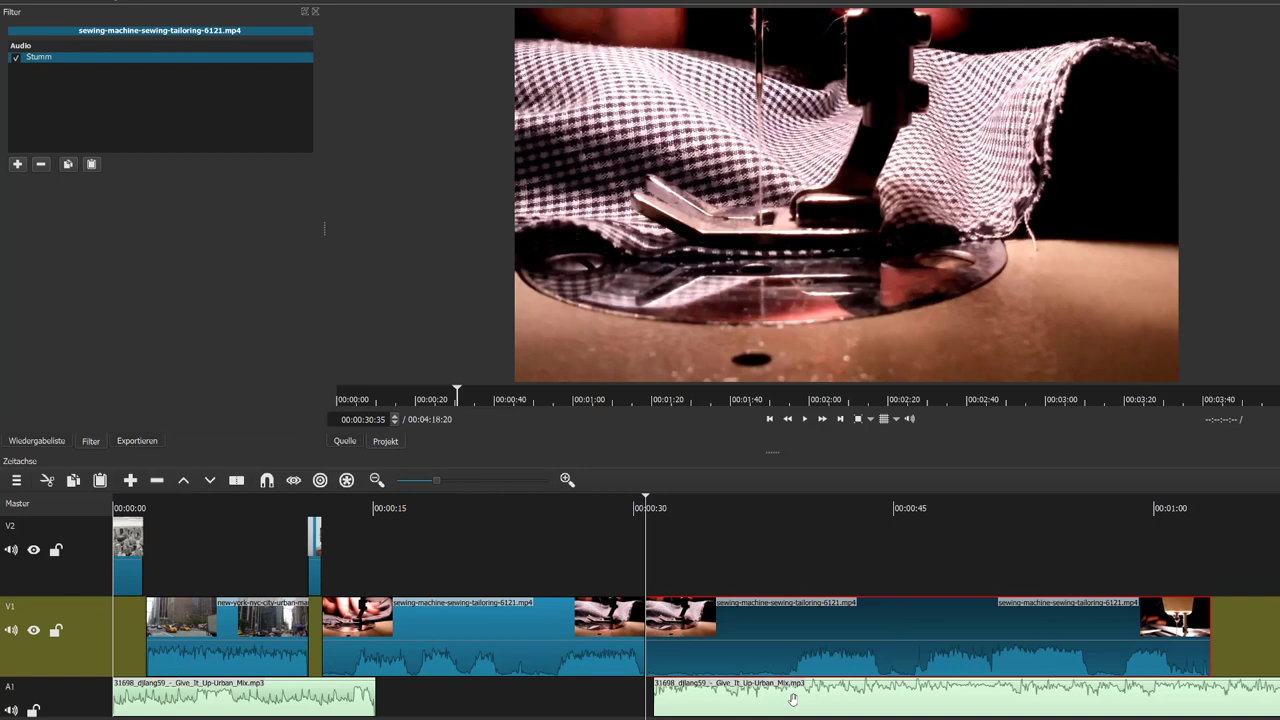 Filter
sewing-machine-sewing-tailoring-6121.mp4
Audio
Stumm
00:00:00 00:00:20 00:00:40 00:01:00 00:01:20 00:01:40 00:02:00 00:02:20 00:02:40 00:03:00 00:03:20 00:03:40
00:00:30:35 / 00:04:18:20 --:--:--:-- /
Wiedergabeliste Filter Exportieren Quelle Projekt
Zeitachse
Master 00:00:00 00:00:15 00:00:30 00:00:45 00:01:00
V2
V1 new-york-nyc-city-urban-ma sewing-machine-sewing-tailoring-6121.mp4 sewing-machine-sewing-tailoring-6121.mp4 sewing-machine-sewing-tailoring-6121.mp4
A1 31698_djlang59_-_Give_It_Up-Urban_Mix.mp3 31698_djlang59_-_Give_It_Up-Urban_Mix.mp3